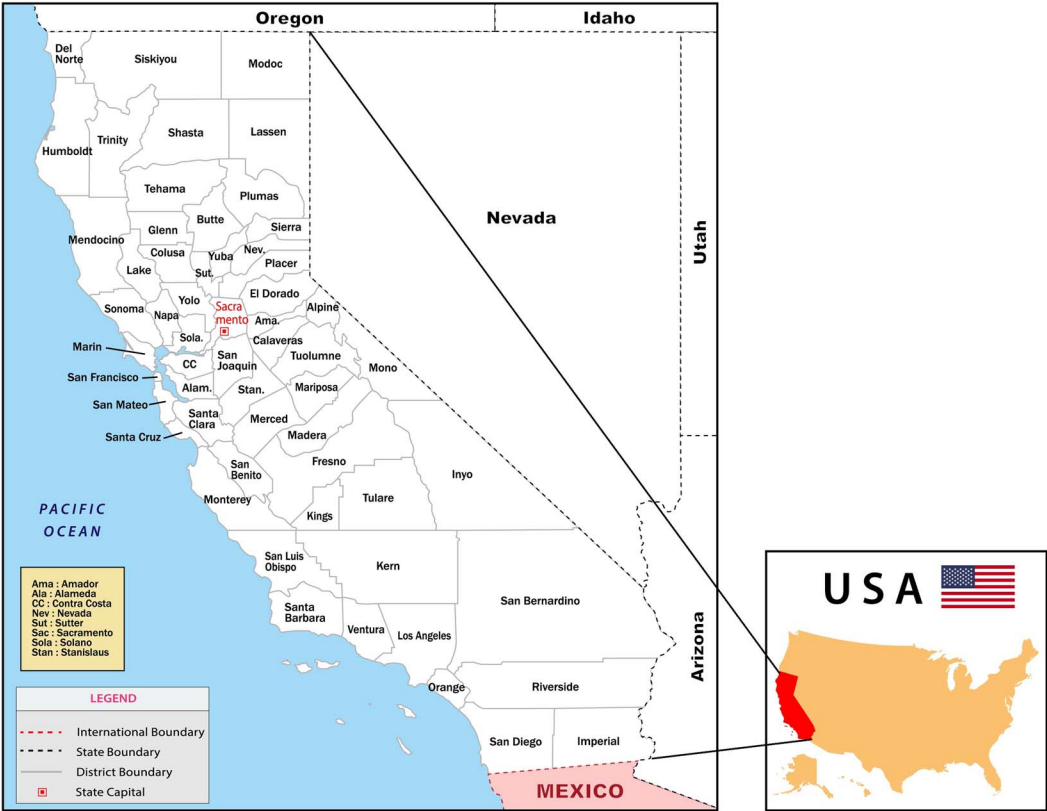 Oregon
Idaho
Del
Norte
Siskiyou
Modoc
Humboldt
Trinity
Shasta
Lassen
Tehama
Plumas
Nevada
Utah
Mendocino
Glenn
Butte
Sierra
Colusa
Yuba
Nev.
Lake
Sut.
Placer
Sonoma
Napa
Yolo
Sacra
mento
El Dorado
Alpine
Ama.
Sola.
Calaveras
Marin
CC
San
Joaquin
Tuolumne
Mono
San Francisco
Alam.
Stan.
Mariposa
San Mateo
Santa
Clara
Merced
Santa Cruz
Madera
San
Benito
Fresno
Inyo
Monterey
Kings
Tulare
PACIFIC
OCEAN
San Luis
Obispo
Kern
San Bernardino
Santa
Barbara
Ventura
Los Angeles
Arizona
Orange
Riverside
San Diego
Imperial
MEXICO
Ama : Amador
Ala : Alameda
CC : Contra Costa
Nev : Nevada
Sut : Sutter
Sac : Sacramento
Sola : Solano
Stan : Stanislaus
LEGEND
International Boundary
State Boundary
District Boundary
State Capital
USA